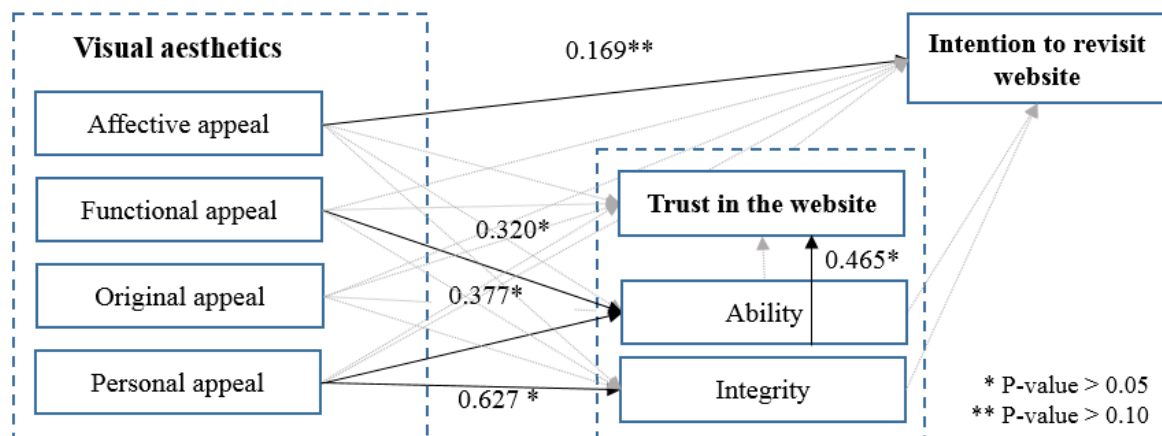 Visual aesthetics
Affective appeal
Functional appeal
Original appeal
Personal appeal
0.169**
Intention to revisit
website
Trust in the website
0.320*
0.465*
0.377*
Ability
0.627 *
Integrity
* P-value > 0.05
** P-value > 0.10